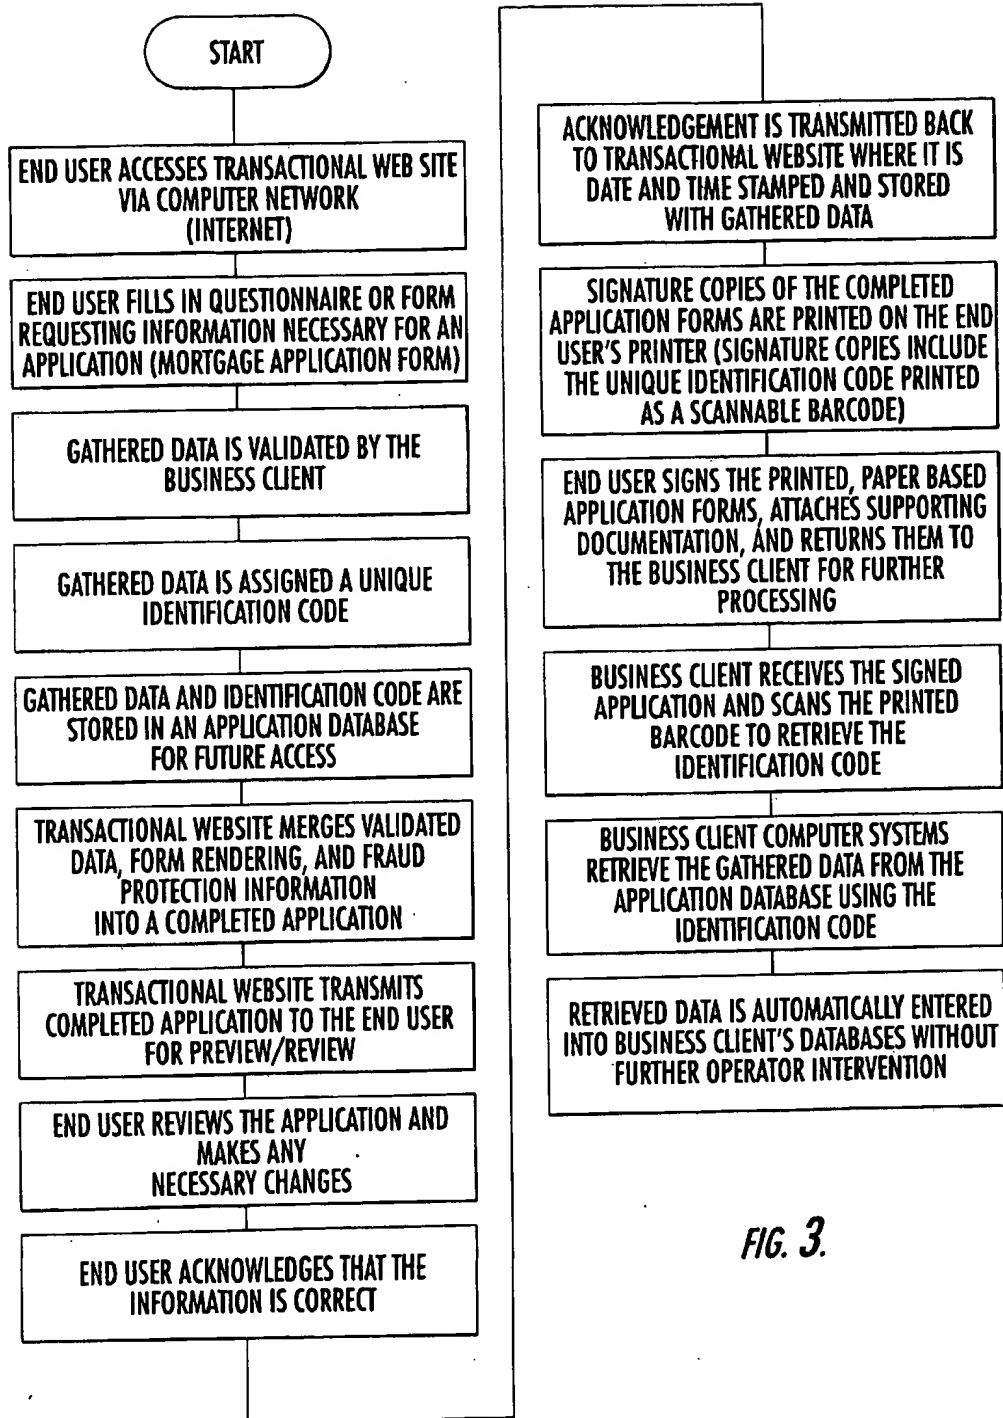 START
END USER ACCESSES TRANSACTIONAL WEB SITE
VIA COMPUTER NETWORK
(INTERNET)
END USER FILLS IN QUESTIONNAIRE OR FORM
REQUESTING INFORMATION NECESSARY FOR AN
APPLICATION (MORTGAGE APPLICATION FORM)
GATHERED DATA IS VALIDATED BY THE
BUSINESS CLIENT
GATHERED DATA IS ASSIGNED A UNIQUE
IDENTIFICATION CODE
GATHERED DATA AND IDENTIFICATION CODE ARE
STORED IN AN APPLICATION DATABASE
FOR FUTURE ACCESS
TRANSACTIONAL WEBSITE MERGES VALIDATED
DATA, FORM RENDERING, AND FRAUD
PROTECTION INFORMATION
INTO A COMPLETED APPLICATION
TRANSACTIONAL WEBSITE TRANSMITS
COMPLETED APPLICATION TO THE END USER
FOR PREVIEW/REVIEW
END USER REVIEWS THE APPLICATION AND
MAKES ANY
NECESSARY CHANGES
END USER ACKNOWLEDGES THAT THE
INFORMATION IS CORRECT
ACKNOWLEDGEMENT IS TRANSMITTED BACK
TO TRANSACTIONAL WEBSITE WHERE IT IS
DATE AND TIME STAMPED AND STORED
WITH GATHERED DATA
SIGNATURE COPIES OF THE COMPLETED
APPLICATION FORMS ARE PRINTED ON THE END
USER'S PRINTER (SIGNATURE COPIES INCLUDE
THE UNIQUE IDENTIFICATION CODE PRINTED
AS A SCANNABLE BARCODE)
END USER SIGNS THE PRINTED, PAPER BASED
APPLICATION FORMS, ATTACHES SUPPORTING
DOCUMENTATION, AND RETURNS THEM TO
THE BUSINESS CLIENT FOR FURTHER
PROCESSING
BUSINESS CLIENT RECEIVES THE SIGNED
APPLICATION AND SCANS THE PRINTED
BARCODE TO RETRIEVE THE
IDENTIFICATION CODE
BUSINESS CLIENT COMPUTER SYSTEMS
RETRIEVE THE GATHERED DATA FROM THE
APPLICATION DATABASE USING THE
IDENTIFICATION CODE
RETRIEVED DATA IS AUTOMATICALLY ENTERED
INTO BUSINESS CLIENT'S DATABASES WITHOUT
FURTHER OPERATOR INTERVENTION
FIG. 3.